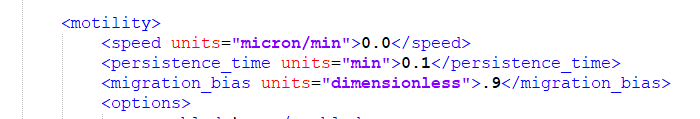 <motility>
<speed units="micron/min">0.0</speed>
<persistence_time units="min">0.1</persistence_time>
<migration_bias units="dimensionless">.9</migration_bias>
<options>